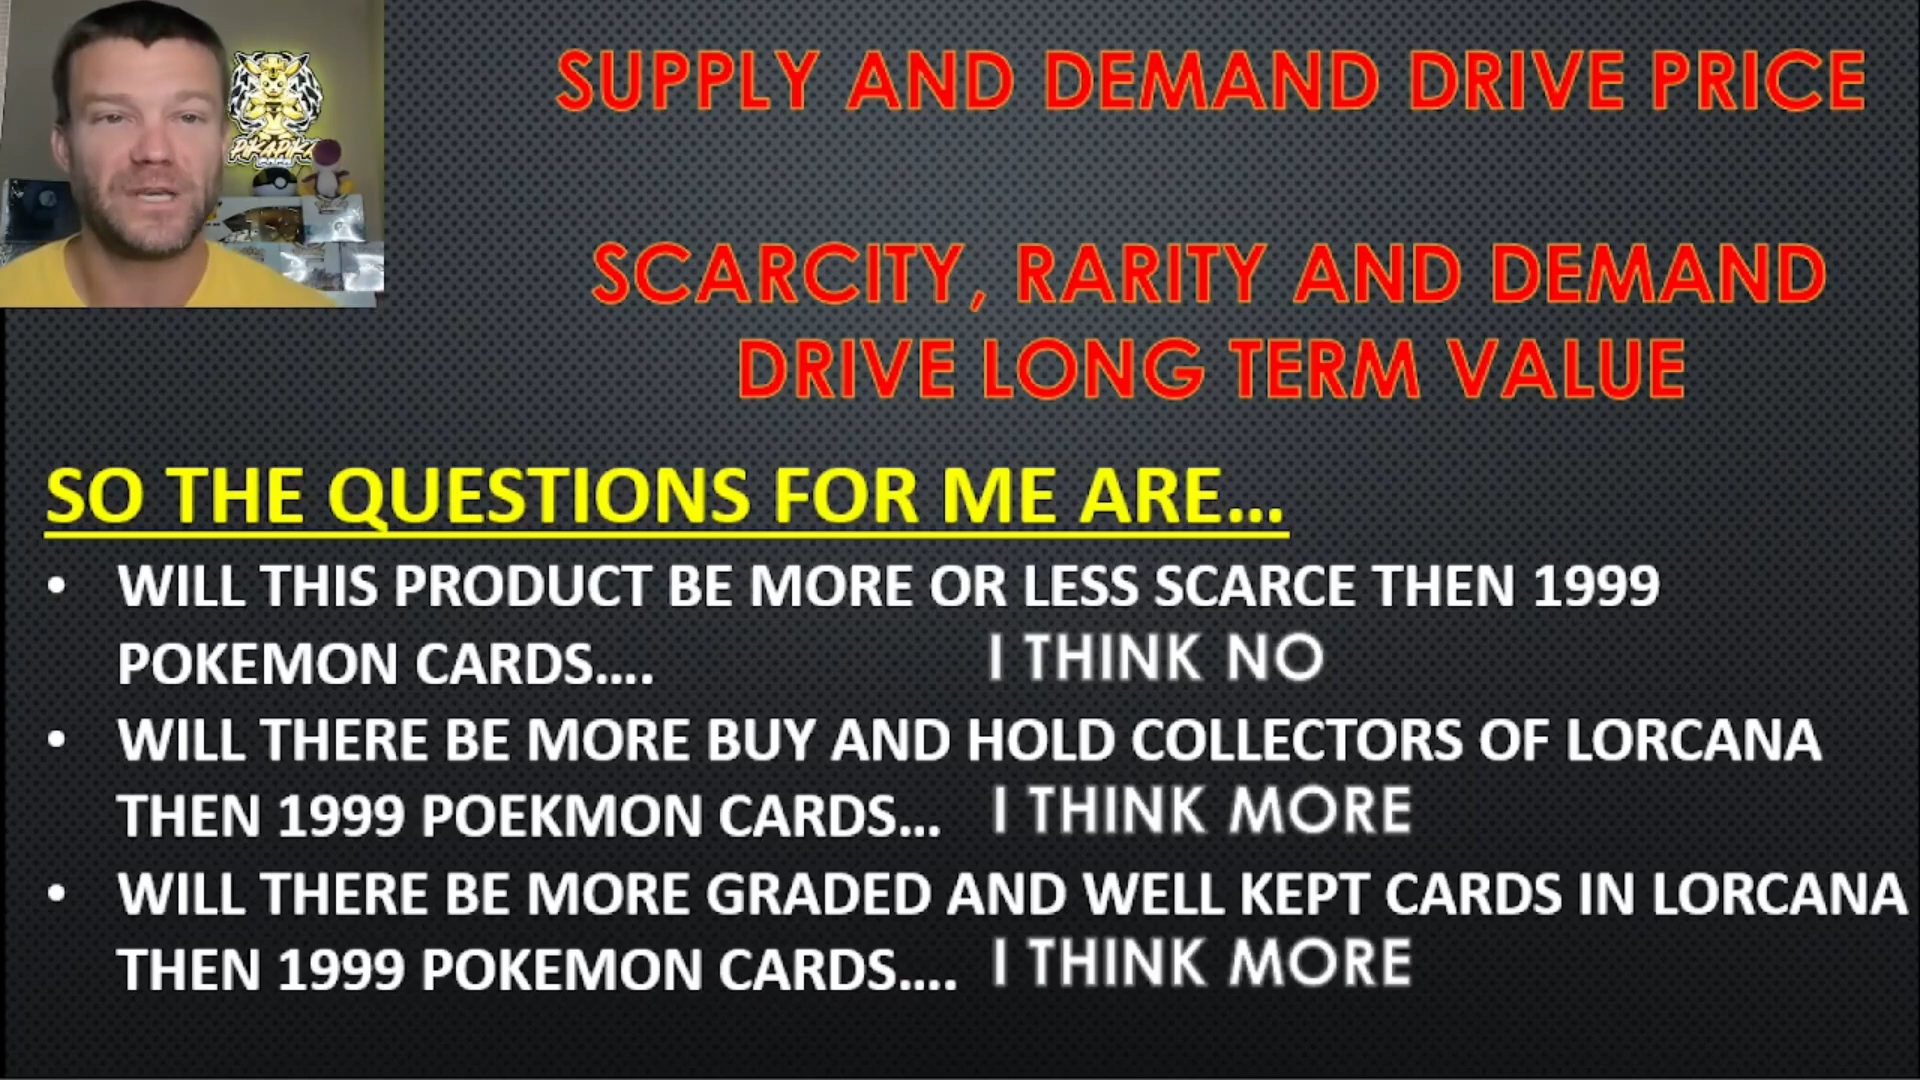 PIKAPIKA
SUPPLY AND DEMAND DRIVE PRICE
SCARCITY, RARITY AND DEMAND
DRIVE LONG TERM VALUE
SO THE QUESTIONS FOR ME ARE...
• WILL THIS PRODUCT BE MORE OR LESS SCARCE THEN 1999
POKEMON CARDS.... I THINK NO
• WILL THERE BE MORE BUY AND HOLD COLLECTORS OF LORCANA
THEN 1999 POEKMON CARDS... I THINK MORE
• WILL THERE BE MORE GRADED AND WELL KEPT CARDS IN LORCANA
THEN 1999 POKEMON CARDS.... I THINK MORE